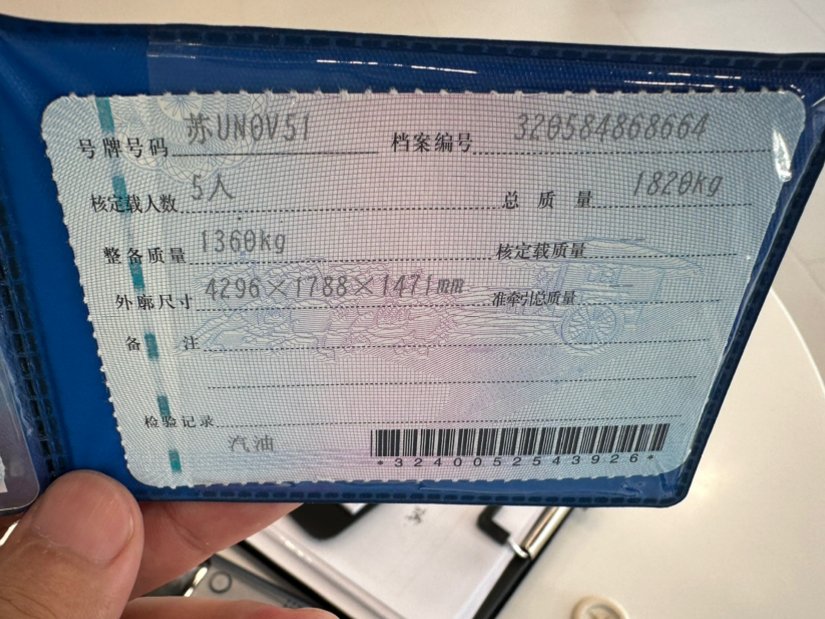 号牌号码 苏UN0V51 档案编号 320584868664
核定载人数 5人 总质量 1820kg
整备质量 1360kg 核定载质量
外廓尺寸 4296×1788×1471mm 准牵引总质量
备注
检验记录
汽油
*3240052543926*